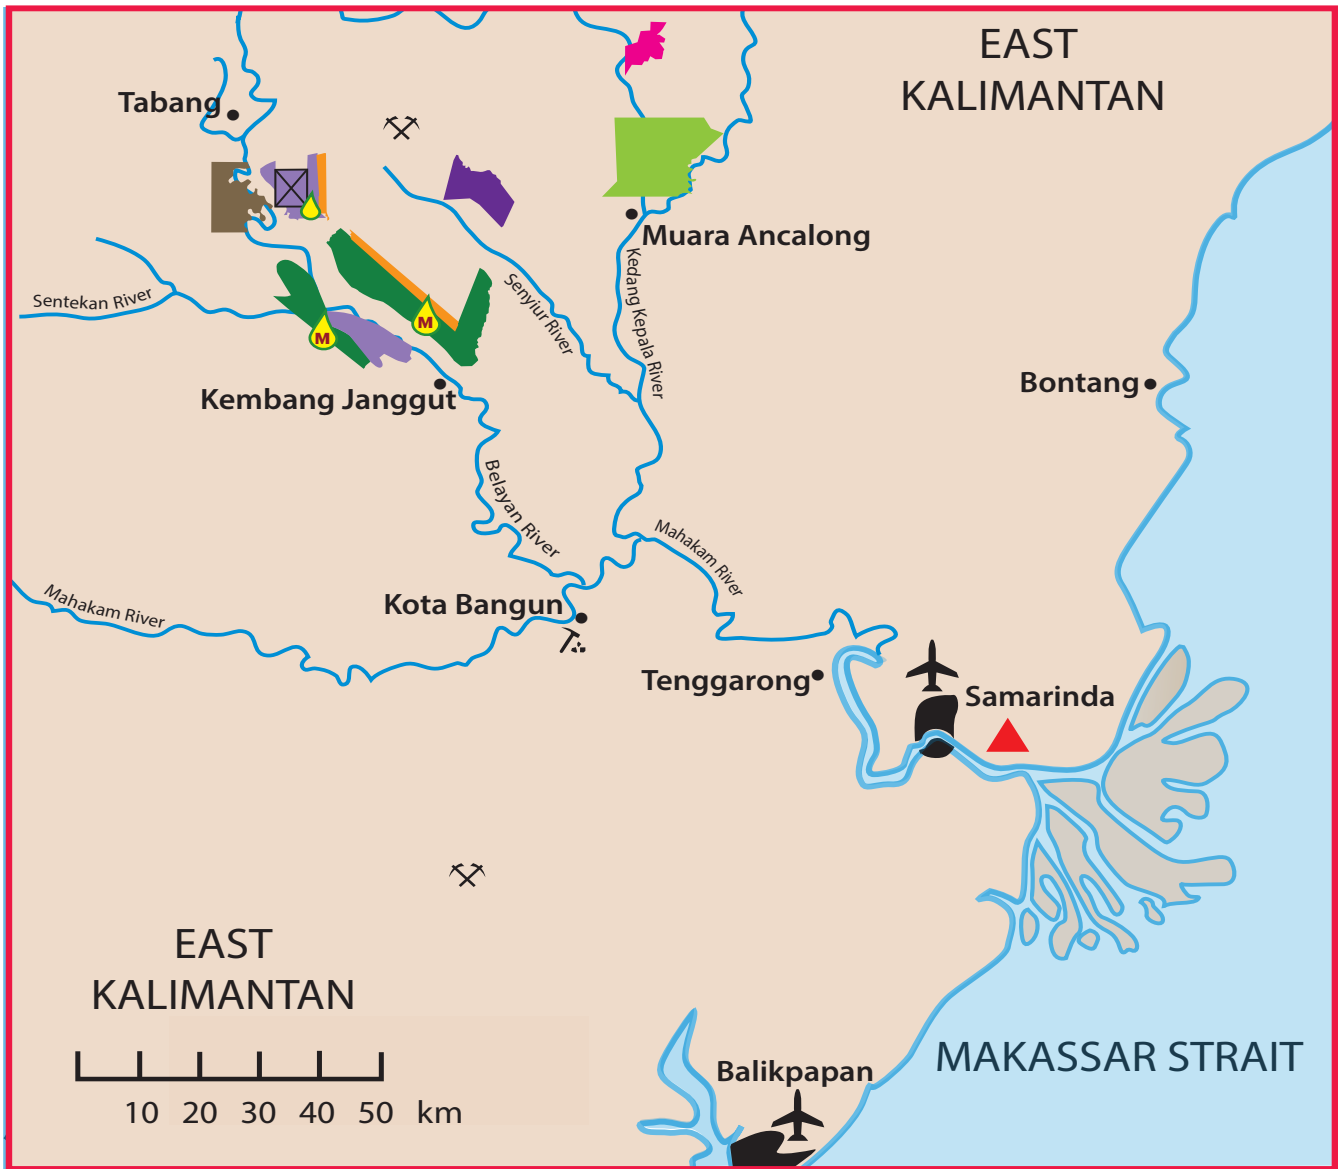 EAST
KALIMANTAN
Tabang
Muara Ancalong
Sentekan River
Senyiur River
Kedang Kepala River
M
M
Kembang Janggut
Bontang
Belayan River
Mahakam River
Mahakam River
Kota Bangun
Tenggarong
Samarinda
EAST
KALIMANTAN
MAKASSAR STRAIT
Balikpapan
10 20 30 40 50 km